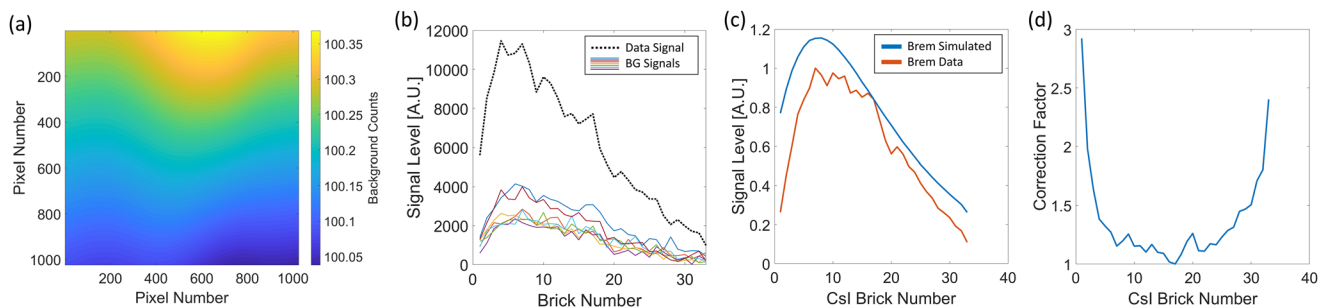 (a)
Pixel Number
200
400
600
800
1000
200 400 600 800 1000
Pixel Number
100.35
100.3
100.25
100.2
100.15
100.1
100.05
Background Counts
(b)
Signal Level [A.U.]
12000
10000
8000
6000
4000
2000
0
0 10 20 30
Brick Number
Data Signal
BG Signals
(c)
Signal Level [A.U.]
1.2
1
0.8
0.6
0.4
0.2
0
0 10 20 30 40
CsI Brick Number
Brem Simulated
Brem Data
(d)
Correction Factor
3
2.5
2
1.5
1
0 10 20 30 40
CsI Brick Number